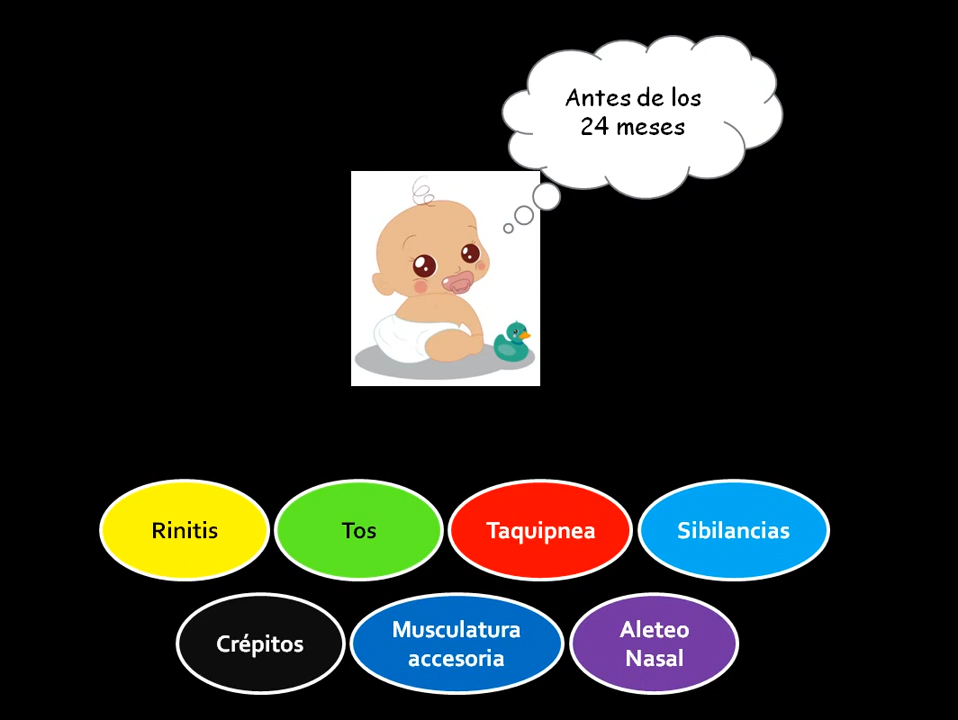 Antes de los
24 meses
Rinitis
Tos
Taquipnea
Sibilancias
Crépitos
Musculatura
accesoria
Aleteo
Nasal